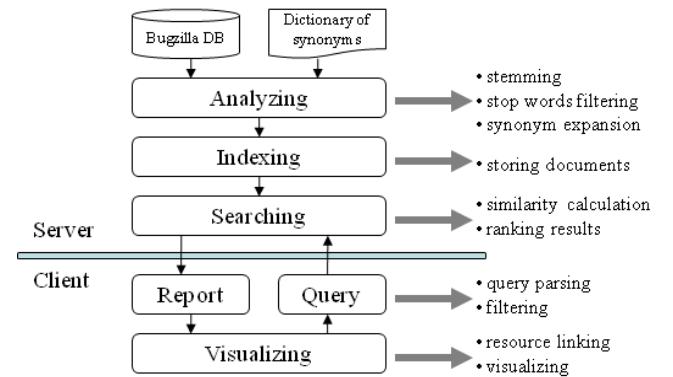 Bugzilla DB
Dictionary of
synonyms
Analyzing
• stemming
• stop words filtering
• synonym expansion
Indexing
• storing documents
Searching
• similarity calculation
• ranking results
Server
Client
Report
Query
• query parsing
• filtering
Visualizing
• resource linking
• visualizing